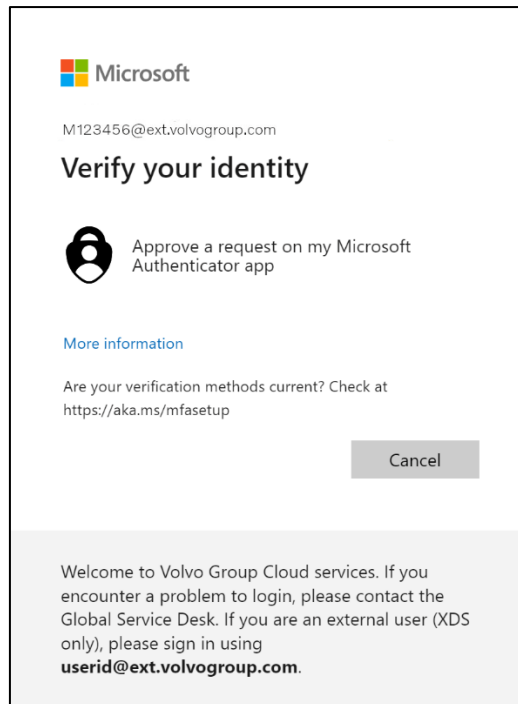 Microsoft
M123456@ext.volvogroup.com
Verify your identity
Approve a request on my Microsoft
Authenticator app
More information
Are your verification methods current? Check at
https://aka.ms/mfasetup
Cancel
Welcome to Volvo Group Cloud services. If you
encounter a problem to login, please contact the
Global Service Desk. If you are an external user (XDS
only), please sign in using
userid@ext.volvogroup.com.